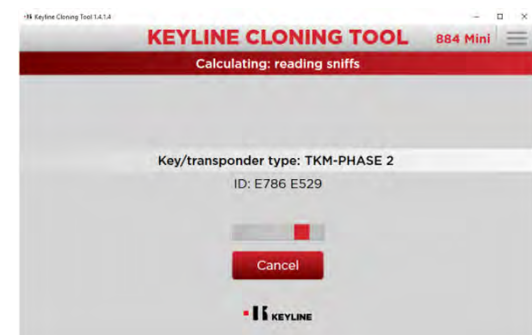 Keyline Cloning Tool 1.4.1.4
KEYLINE CLONING TOOL
884 Mini
Calculating: reading sniffs
Key/transponder type: TKM-PHASE 2
ID: E786 E529
Cancel
KEYLINE